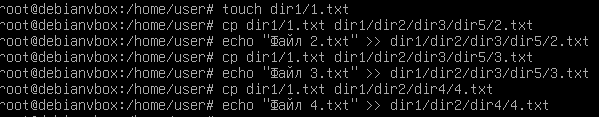 root@debianvbox:/home/user# touch dir1/1.txt
root@debianvbox:/home/user# cp dir1/1.txt dir1/dir2/dir3/dir5/2.txt
root@debianvbox:/home/user# echo "Файл 2.txt" >> dir1/dir2/dir3/dir5/2.txt
root@debianvbox:/home/user# cp dir1/1.txt dir1/dir2/dir3/dir5/3.txt
root@debianvbox:/home/user# echo "Файл 3.txt" >> dir1/dir2/dir3/dir5/3.txt
root@debianvbox:/home/user# cp dir1/1.txt dir1/dir2/dir4/4.txt
root@debianvbox:/home/user# echo "Файл 4.txt" >> dir1/dir2/dir4/4.txt